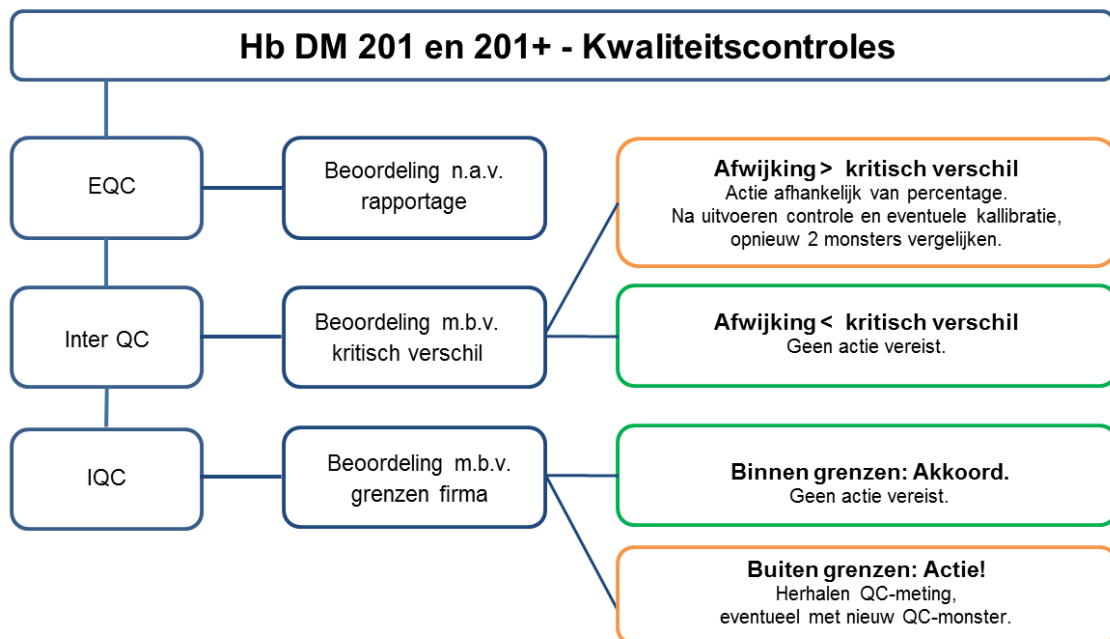 Hb DM 201 en 201+ - Kwaliteitscontroles
EQC
Beoordeling n.a.v.
rapportage
Afwijking > kritisch verschil
Actie afhankelijk van percentage.
Na uitvoeren controle en eventuele kallibratie,
opnieuw 2 monsters vergelijken.
Inter QC
Beoordeling m.b.v.
kritisch verschil
Afwijking < kritisch verschil
Geen actie vereist.
IQC
Beoordeling m.b.v.
grenzen firma
Binnen grenzen: Akkoord.
Geen actie vereist.
Buiten grenzen: Actie!
Herhalen QC-meting,
eventueel met nieuw QC-monster.